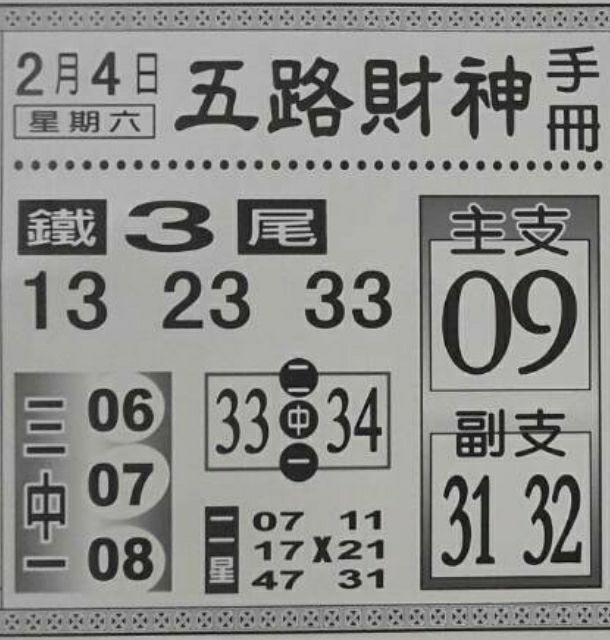 2月4日
星期六
五路財神
手冊
鐵3尾
13 23 33
主支
09
三中一
06
07
08
33 二中一 34
副支
31 32
二星
07 11
17 X 21
47 31